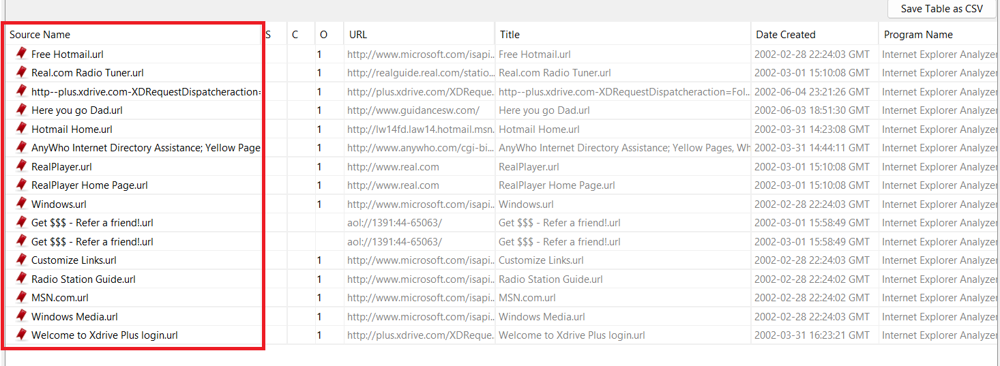 Save Table as CSV
Source Name S C O URL Title Date Created Program Name
Free Hotmail.url 1 http://www.microsoft.com/isapi... Free Hotmail.url 2002-02-28 22:24:03 GMT Internet Explorer Analyzer
Real.com Radio Tuner.url 1 http://realguide.real.com/statio... Real.com Radio Tuner.url 2002-03-01 15:10:08 GMT Internet Explorer Analyzer
http--plus.xdrive.com-XDRequestDispatcheraction= 1 http://plus.xdrive.com/XDReque... http--plus.xdrive.com-XDRequestDispatcheraction=Fol... 2002-06-04 23:21:26 GMT Internet Explorer Analyzer
Here you go Dad.url 1 http://www.guidancesw.com/ Here you go Dad.url 2002-06-03 18:51:30 GMT Internet Explorer Analyzer
Hotmail Home.url 1 http://lw14fd.law14.hotmail.msn... Hotmail Home.url 2002-03-31 14:23:08 GMT Internet Explorer Analyzer
AnyWho Internet Directory Assistance; Yellow Page 1 http://www.anywho.com/cgi-bi... AnyWho Internet Directory Assistance; Yellow Pages, Wh 2002-03-31 14:44:11 GMT Internet Explorer Analyzer
RealPlayer.url 1 http://www.real.com RealPlayer.url 2002-03-01 15:10:08 GMT Internet Explorer Analyzer
RealPlayer Home Page.url 1 http://www.real.com RealPlayer Home Page.url 2002-03-01 15:10:08 GMT Internet Explorer Analyzer
Windows.url 1 http://www.microsoft.com/isapi... Windows.url 2002-02-28 22:24:03 GMT Internet Explorer Analyzer
Get $$$ - Refer a friend!.url aol://1391:44-65063/ Get $$$ - Refer a friend!.url 2002-03-01 15:58:49 GMT Internet Explorer Analyzer
Get $$$ - Refer a friend!.url aol://1391:44-65063/ Get $$$ - Refer a friend!.url 2002-03-01 15:58:49 GMT Internet Explorer Analyzer
Customize Links.url 1 http://www.microsoft.com/isapi... Customize Links.url 2002-02-28 22:24:03 GMT Internet Explorer Analyzer
Radio Station Guide.url 1 http://www.microsoft.com/isapi... Radio Station Guide.url 2002-02-28 22:24:02 GMT Internet Explorer Analyzer
MSN.com.url 1 http://www.microsoft.com/isapi... MSN.com.url 2002-02-28 22:24:02 GMT Internet Explorer Analyzer
Windows Media.url 1 http://www.microsoft.com/isapi... Windows Media.url 2002-02-28 22:24:03 GMT Internet Explorer Analyzer
Welcome to Xdrive Plus login.url 1 http://plus.xdrive.com/XDReque... Welcome to Xdrive Plus login.url 2002-03-31 16:23:21 GMT Internet Explorer Analyzer